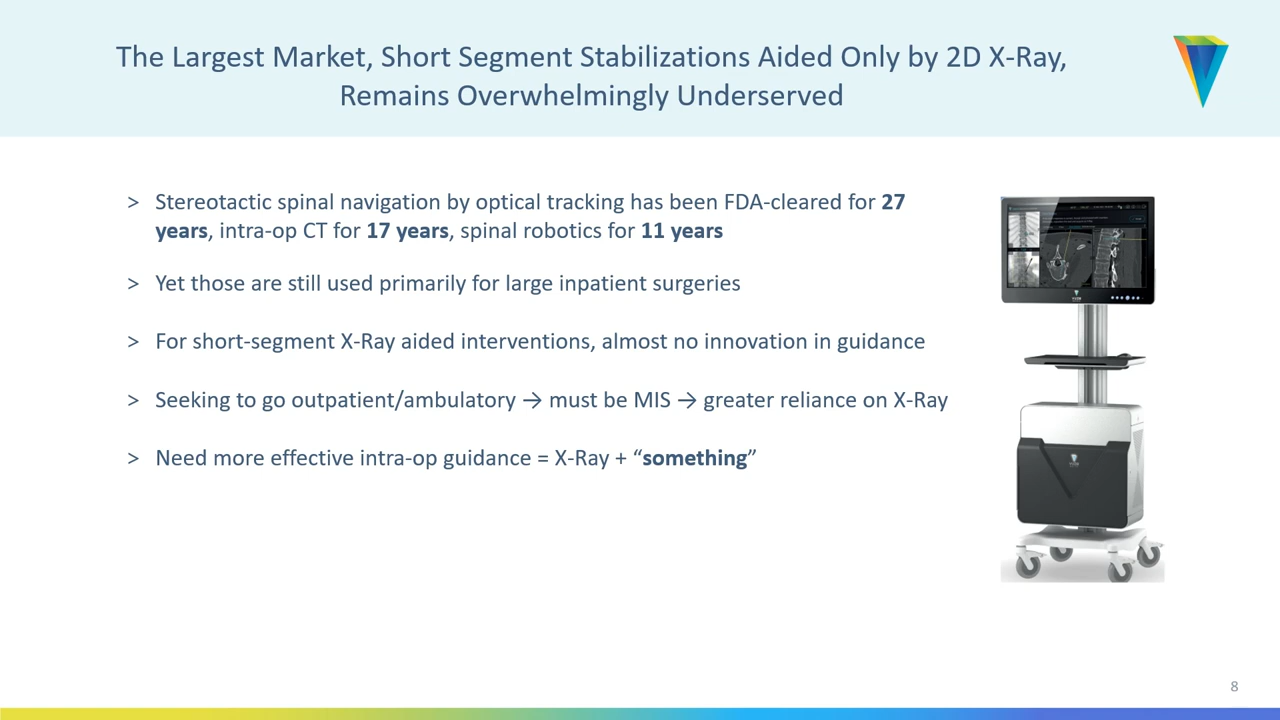 The Largest Market, Short Segment Stabilizations Aided Only by 2D X-Ray,
Remains Overwhelmingly Underserved
> Stereotactic spinal navigation by optical tracking has been FDA-cleared for 27
years, intra-op CT for 17 years, spinal robotics for 11 years
> Yet those are still used primarily for large inpatient surgeries
> For short-segment X-Ray aided interventions, almost no innovation in guidance
> Seeking to go outpatient/ambulatory → must be MIS → greater reliance on X-Ray
> Need more effective intra-op guidance = X-Ray + “something”
8